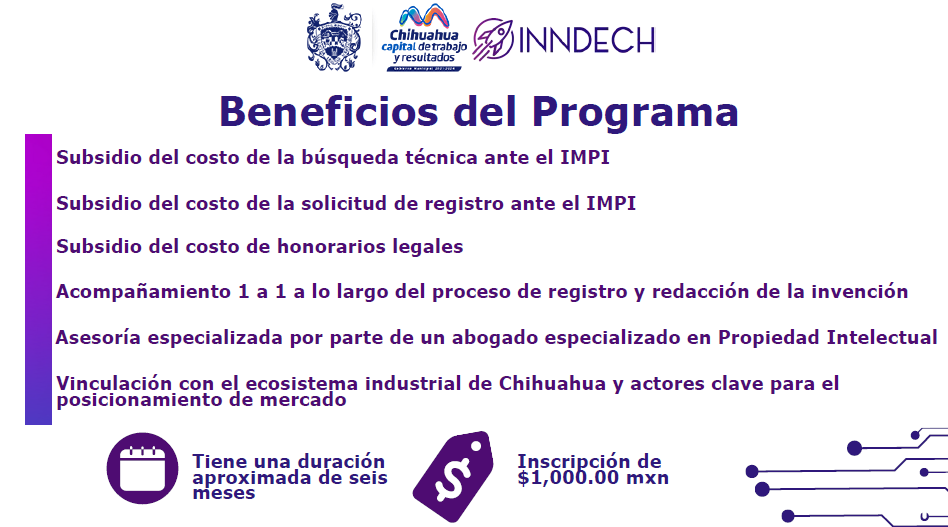 Chihuahua
capital de trabajo
y resultados
Gobierno Municipal 2021-2024
INNDECH
Beneficios del Programa
Subsidio del costo de la búsqueda técnica ante el IMPI
Subsidio del costo de la solicitud de registro ante el IMPI
Subsidio del costo de honorarios legales
Acompañamiento 1 a 1 a lo largo del proceso de registro y redacción de la invención
Asesoría especializada por parte de un abogado especializado en Propiedad Intelectual
Vinculación con el ecosistema industrial de Chihuahua y actores clave para el
posicionamiento de mercado
Tiene una duración
aproximada de seis
meses
Inscripción de
$1,000.00 mxn